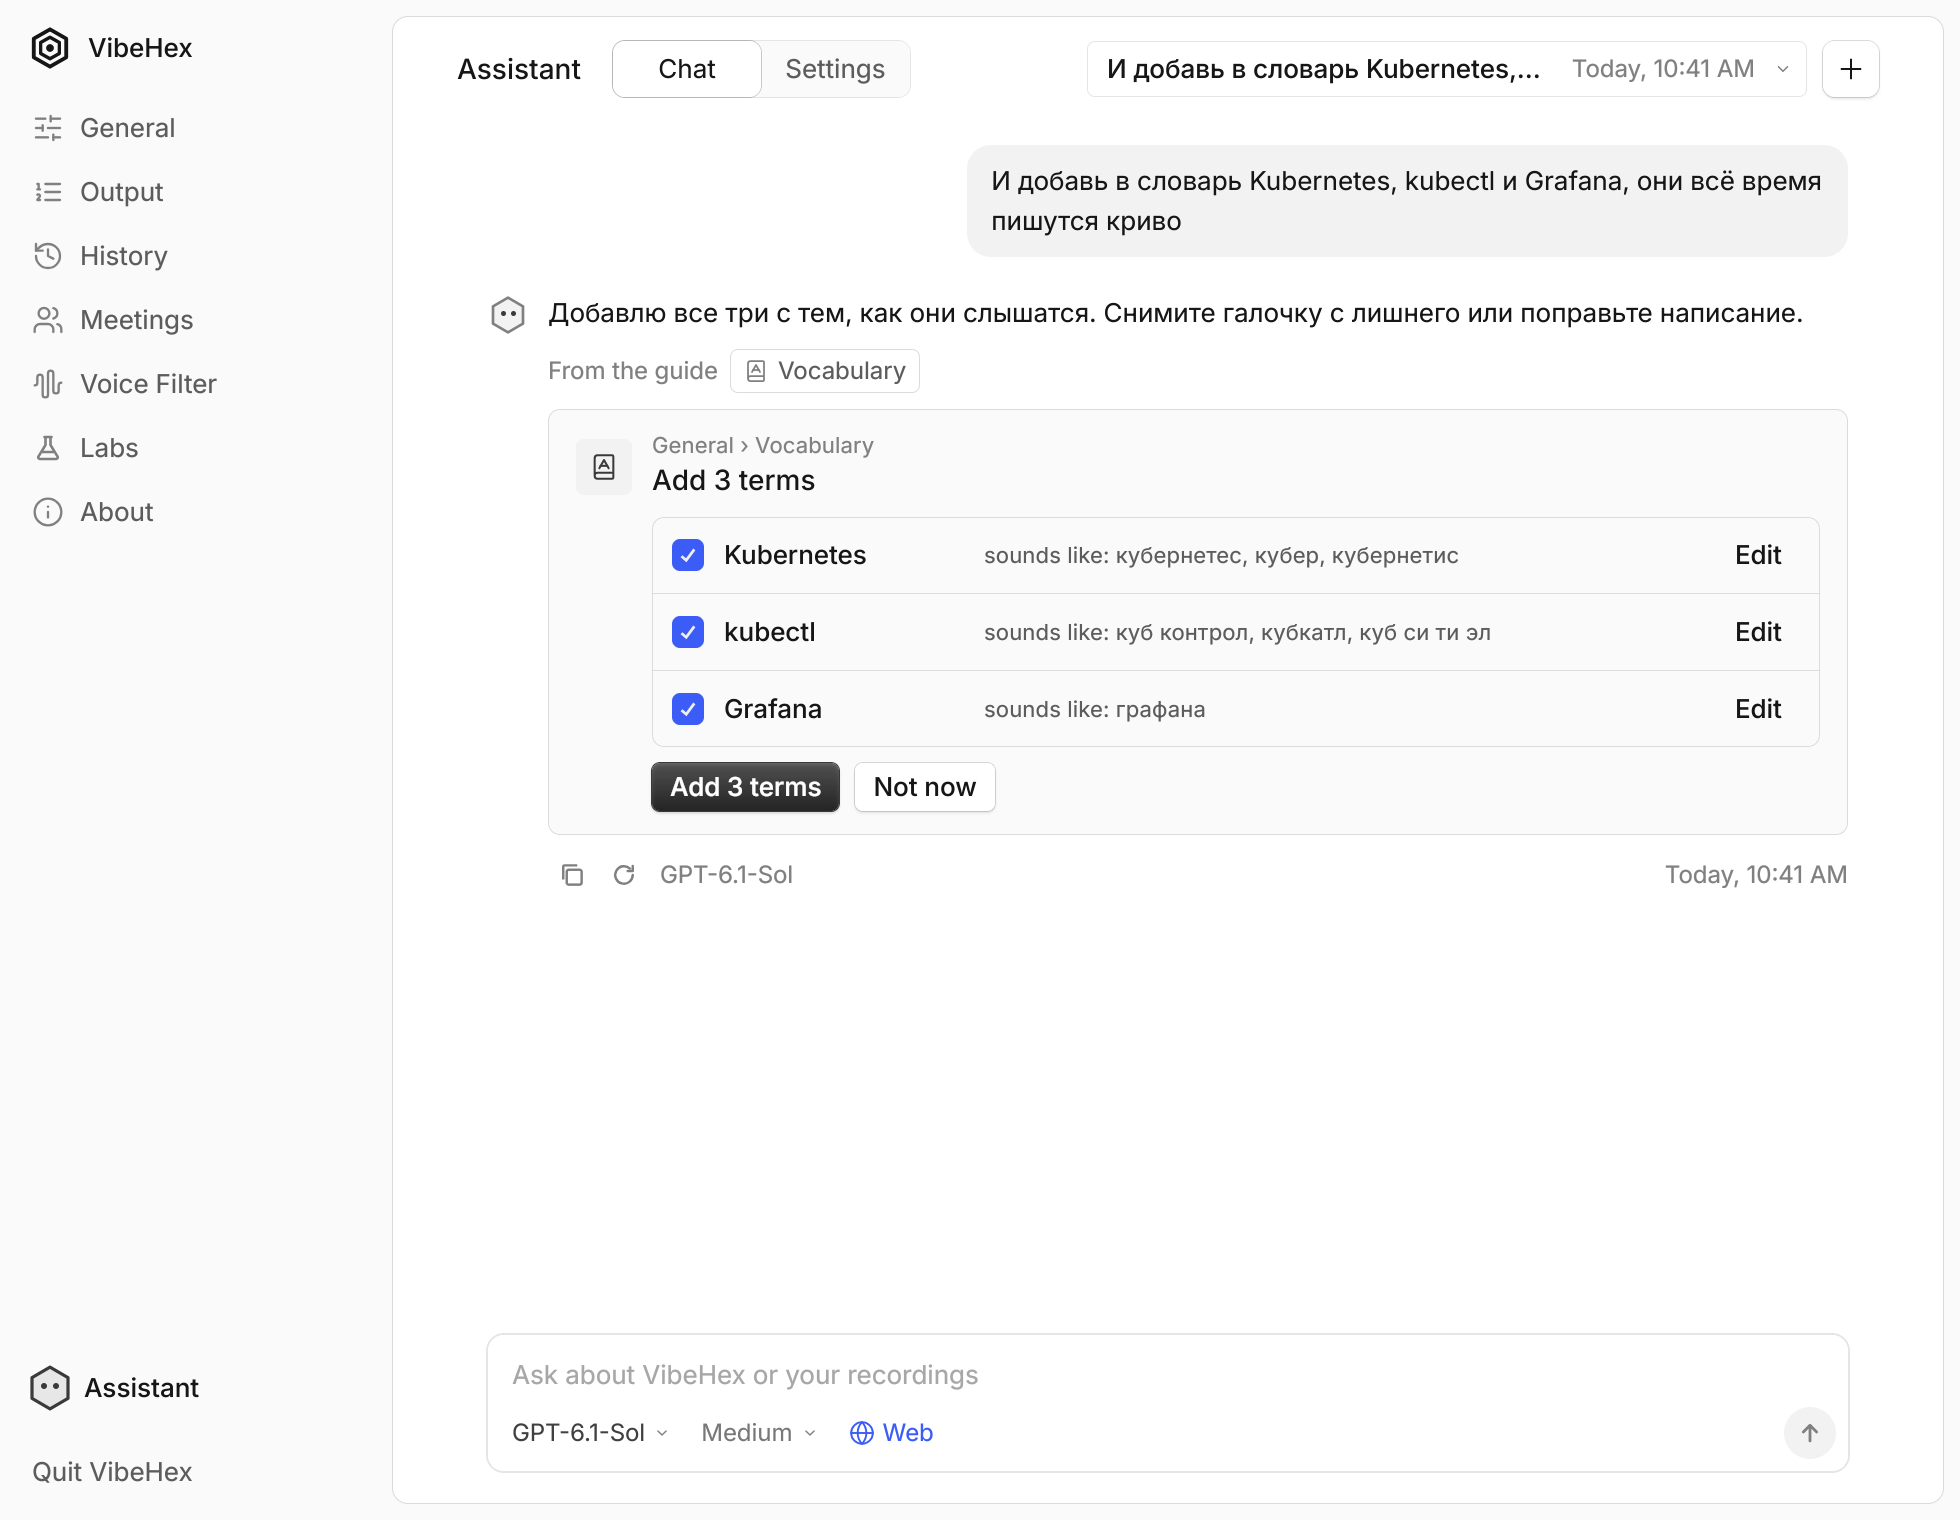 VibeHex
General
Output
History
Meetings
Voice Filter
Labs
About
Assistant
Quit VibeHex
Assistant
Chat
Settings
И добавь в словарь Kubernetes,...
Today, 10:41 AM
И добавь в словарь Kubernetes, kubectl и Grafana, они всё время
пишутся криво
Добавлю все три с тем, как они слышатся. Снимите галочку с лишнего или поправьте написание.
From the guide
Vocabulary
General › Vocabulary
Add 3 terms
Kubernetes
sounds like: кубернетес, кубер, кубернетис
Edit
kubectl
sounds like: куб контрол, кубкатл, куб си ти эл
Edit
Grafana
sounds like: графана
Edit
Add 3 terms
Not now
GPT-6.1-Sol
Today, 10:41 AM
Ask about VibeHex or your recordings
GPT-6.1-Sol
Medium
Web